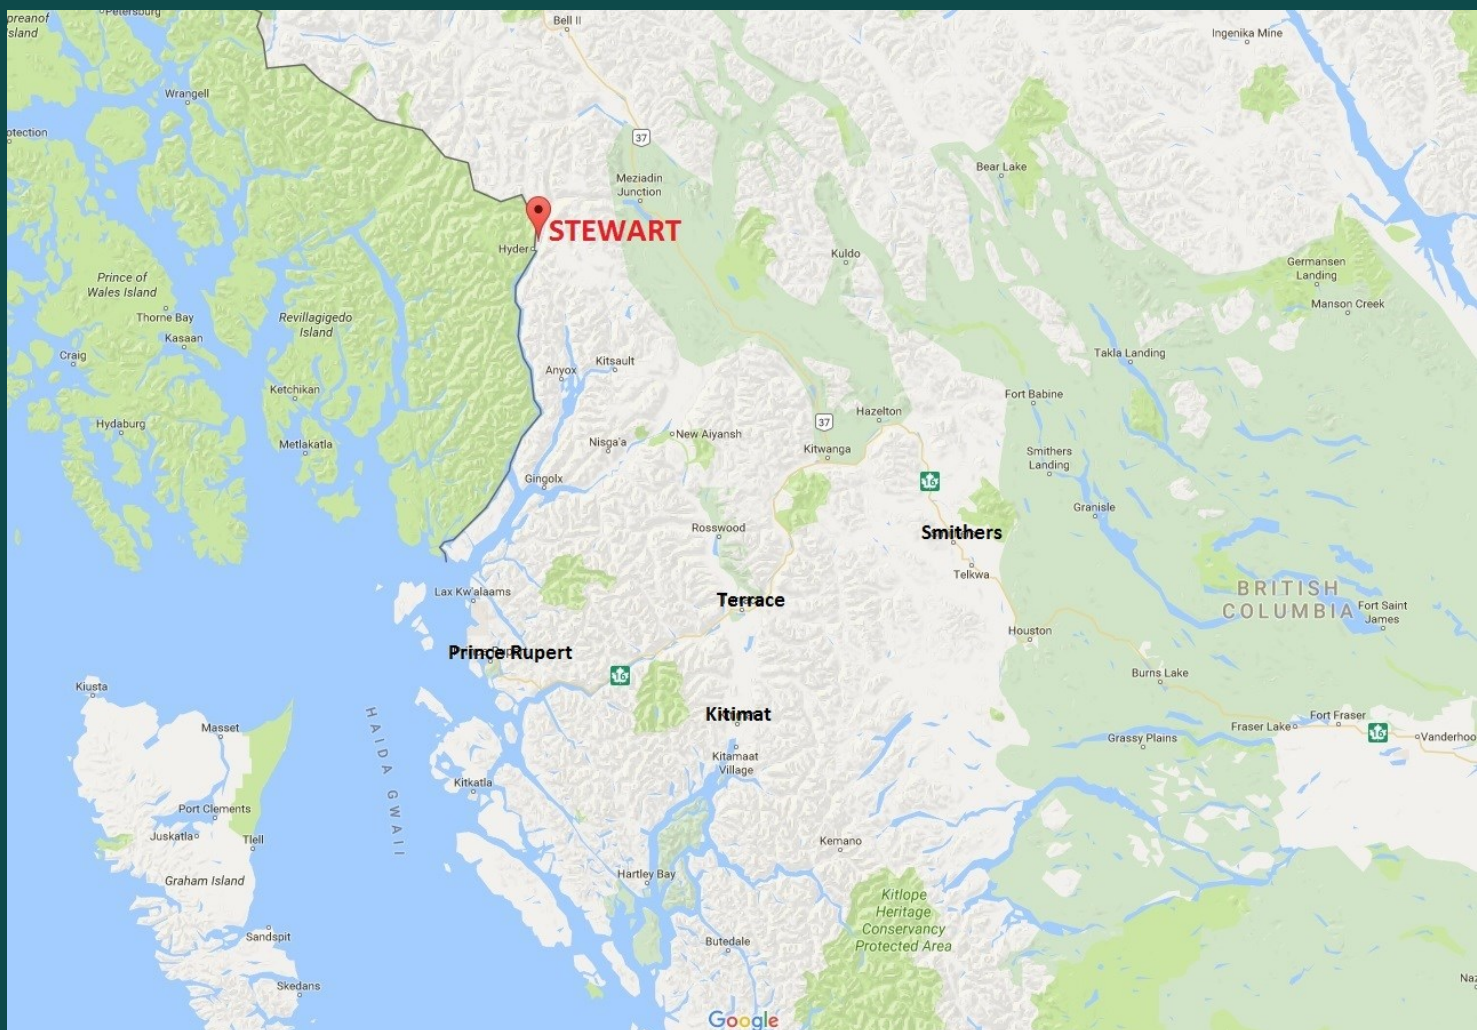 Petersburg
Bell II
Ingenika Mine
Wrangell
37
Bear Lake
Meziadin
Junction
STEWART
Hyder
Kuldo
Germansen
Landing
Manson Creek
Prince of
Wales Island
Thorne Bay
Kasaan
Revillagigedo
Island
Craig
Takla Landing
Anyox
Kitsault
Ketchikan
Fort Babine
Hydaburg
Hazelton
37
Metlakatla
Nisga'a
New Aiyansh
Kitwanga
Smithers
Landing
Gingolx
16
Granisle
Rosswood
Smithers
Telkwa
BRITISH
COLUMBIA
Lax Kw'alaams
Terrace
Fort Saint
James
Houston
Prince Rupert
16
Burns Lake
Kiusta
Kitimat
Masset
HAIDA GWAII
Fraser Lake
Fort Fraser
16
Vanderhoo
Grassy Plains
Kitamaat
Village
Kitkatla
Port Clements
Juskatla
Tlell
Kemano
Graham Island
Hartley Bay
Kitlope
Heritage
Conservancy
Protected Area
Sandspit
Butedale
Skedans
Google